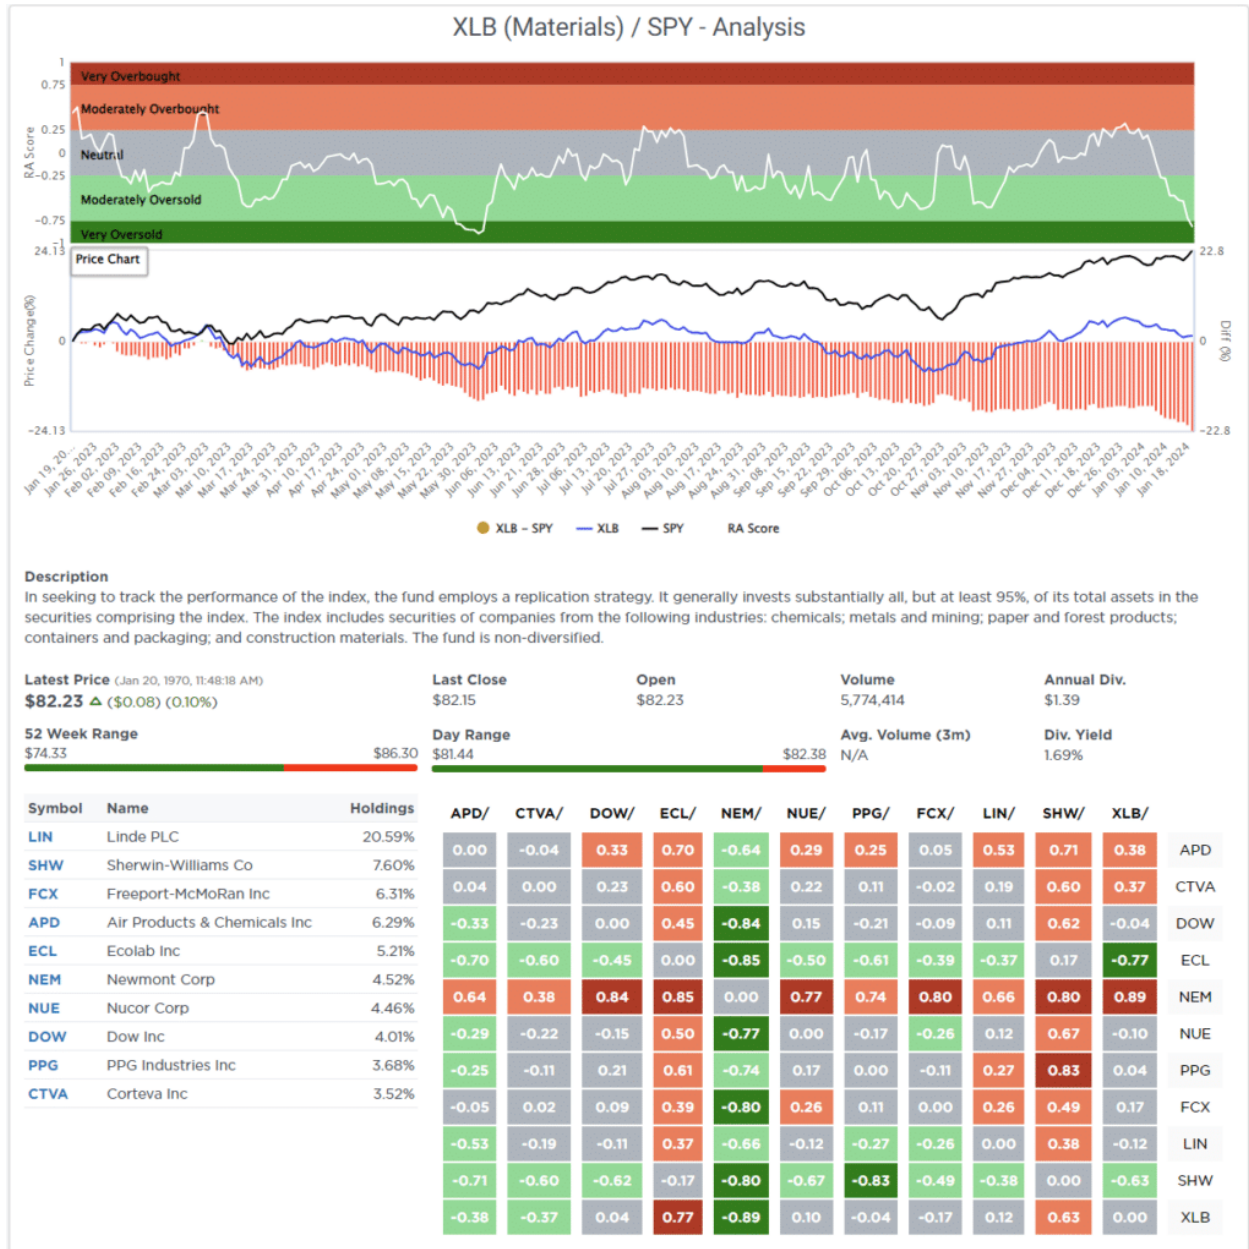 XLB (Materials) / SPY - Analysis
1
Very Overbought
0.75
Moderately Overbought
0.25
0
Neutral
-0.25
Moderately Oversold
-0.75
Very Oversold
-1
RA Score
24.13
Price Chart
22.8
0
0
-24.13
-22.8
Price Change(%)
Diff (%)
Jan 19, 20... Jan 26, 2023 Feb 02, 2023 Feb 09, 2023 Feb 16, 2023 Feb 24, 2023 Mar 03, 2023 Mar 10, 2023 Mar 17, 2023 Mar 24, 2023 Mar 31, 2023 Apr 10, 2023 Apr 17, 2023 Apr 24, 2023 May 01, 2023 May 08, 2023 May 15, 2023 May 22, 2023 May 30, 2023 Jun 06, 2023 Jun 13, 2023 Jun 21, 2023 Jun 28, 2023 Jul 06, 2023 Jul 13, 2023 Jul 20, 2023 Jul 27, 2023 Aug 03, 2023 Aug 10, 2023 Aug 17, 2023 Aug 24, 2023 Aug 31, 2023 Sep 08, 2023 Sep 15, 2023 Sep 22, 2023 Sep 29, 2023 Oct 06, 2023 Oct 13, 2023 Oct 20, 2023 Oct 27, 2023 Nov 03, 2023 Nov 10, 2023 Nov 17, 2023 Nov 27, 2023 Dec 04, 2023 Dec 11, 2023 Dec 18, 2023 Dec 26, 2023 Jan 03, 2024 Jan 10, 2024 Jan 18, 2024
XLB - SPY XLB SPY RA Score
Description
In seeking to track the performance of the index, the fund employs a replication strategy. It generally invests substantially all, but at least 95%, of its total assets in the
securities comprising the index. The index includes securities of companies from the following industries: chemicals; metals and mining; paper and forest products;
containers and packaging; and construction materials. The fund is non-diversified.
Latest Price (Jan 20, 1970, 11:48:18 AM) Last Close Open Volume Annual Div.
$82.23 ($0.08) (0.10%) $82.15 $82.23 5,774,414 $1.39
52 Week Range Day Range Avg. Volume (3m) Div. Yield
$74.33 $86.30 $81.44 $82.38 N/A 1.69%
Symbol Name Holdings
LIN Linde PLC 20.59%
SHW Sherwin-Williams Co 7.60%
FCX Freeport-McMoRan Inc 6.31%
APD Air Products & Chemicals Inc 6.29%
ECL Ecolab Inc 5.21%
NEM Newmont Corp 4.52%
NUE Nucor Corp 4.46%
DOW Dow Inc 4.01%
PPG PPG Industries Inc 3.68%
CTVA Corteva Inc 3.52%
APD/ CTVA/ DOW/ ECL/ NEM/ NUE/ PPG/ FCX/ LIN/ SHW/ XLB/
0.00 -0.04 0.33 0.70 -0.64 0.29 0.25 0.05 0.53 0.71 0.38 APD
0.04 0.00 0.23 0.60 -0.38 0.22 0.11 -0.02 0.19 0.60 0.37 CTVA
-0.33 -0.23 0.00 0.45 -0.84 0.15 -0.21 -0.09 0.11 0.62 -0.04 DOW
-0.70 -0.60 -0.45 0.00 -0.85 -0.50 -0.61 -0.39 -0.37 0.17 -0.77 ECL
0.64 0.38 0.84 0.85 0.00 0.77 0.74 0.80 0.66 0.80 0.89 NEM
-0.29 -0.22 -0.15 0.50 -0.77 0.00 -0.17 -0.26 0.12 0.67 -0.10 NUE
-0.25 -0.11 0.21 0.61 -0.74 0.17 0.00 -0.11 0.27 0.83 0.04 PPG
-0.05 0.02 0.09 0.39 -0.80 0.26 0.11 0.00 0.26 0.49 0.17 FCX
-0.53 -0.19 -0.11 0.37 -0.66 -0.12 -0.27 -0.26 0.00 0.38 -0.12 LIN
-0.71 -0.60 -0.62 -0.17 -0.80 -0.67 -0.83 -0.49 -0.38 0.00 -0.63 SHW
-0.38 -0.37 0.04 0.77 -0.89 0.10 -0.04 -0.17 0.12 0.63 0.00 XLB